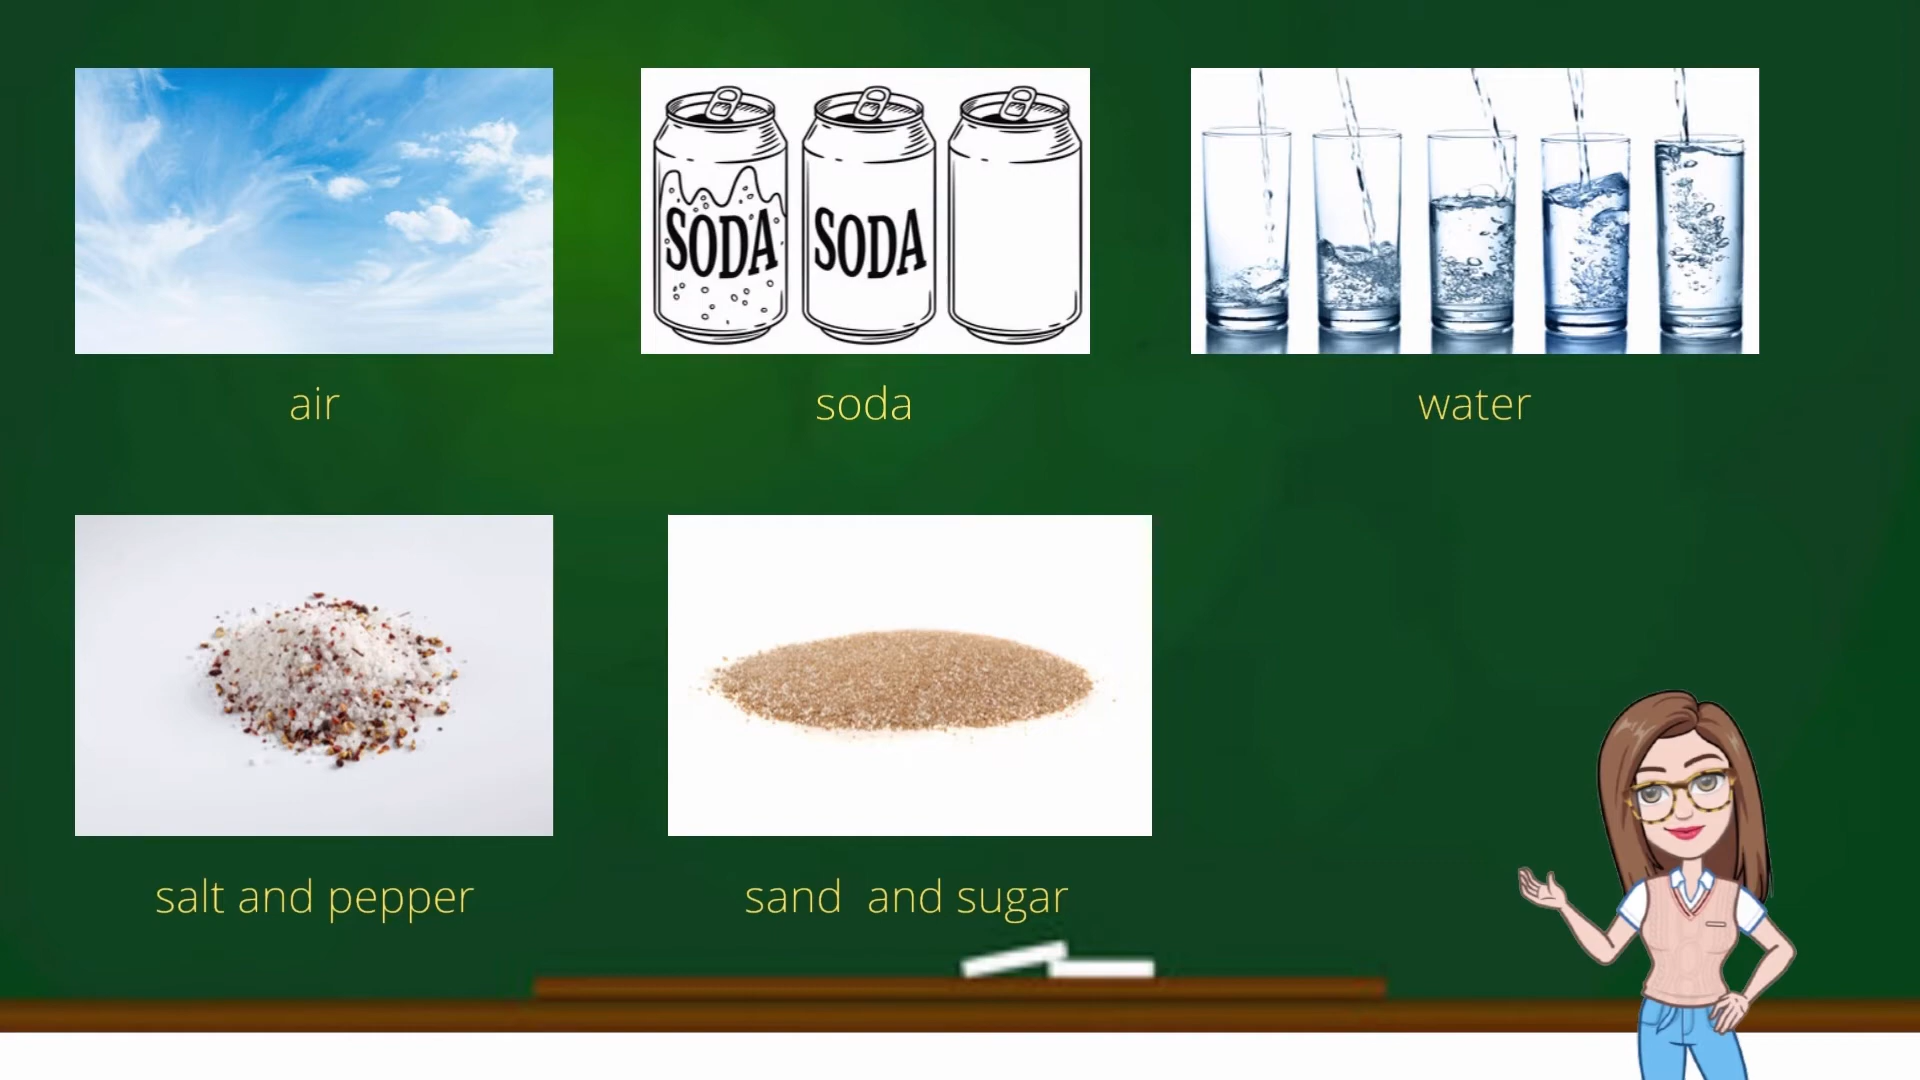 SODA
SODA
air
soda
water
salt and pepper
sand and sugar